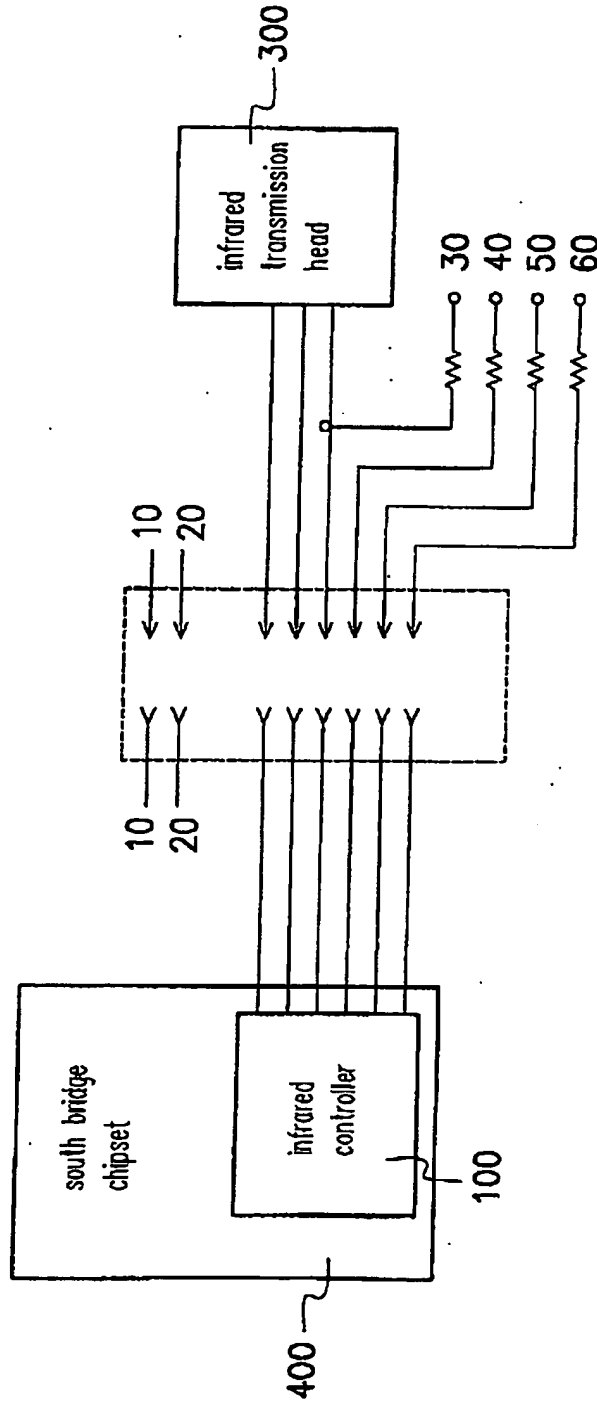 300
infrared
transmission
head
30
40
50
60
10
20
10
20
south bridge
chipset
infrared
controller
100
400